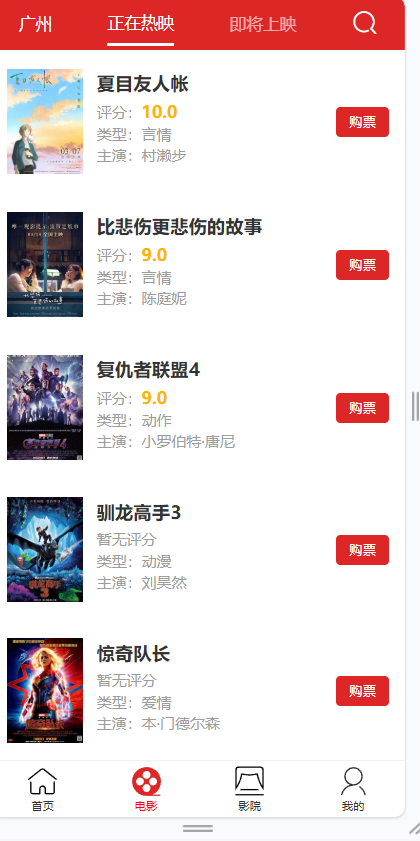 广州 正在热映 即将上映
夏目友人帐
评分：10.0
类型：言情
主演：村濑步
购票
比悲伤更悲伤的故事
评分：9.0
类型：言情
主演：陈庭妮
购票
复仇者联盟4
评分：9.0
类型：动作
主演：小罗伯特·唐尼
购票
驯龙高手3
暂无评分
类型：动漫
主演：刘昊然
购票
惊奇队长
暂无评分
类型：爱情
主演：本·门德尔森
购票
首页 电影 影院 我的